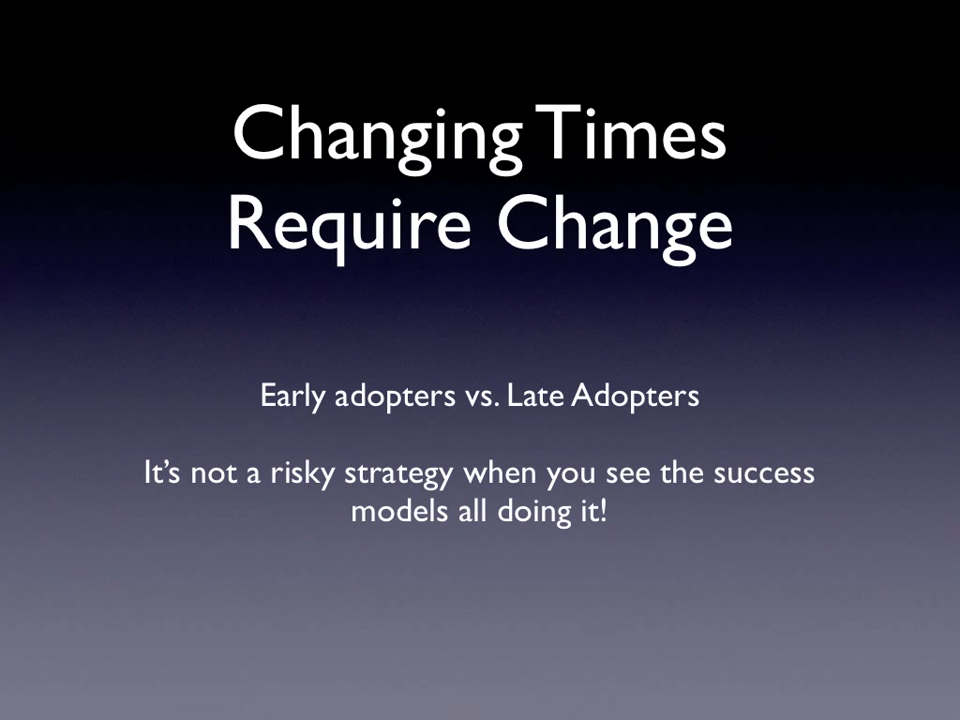 Changing Times
Require Change
Early adopters vs. Late Adopters
It’s not a risky strategy when you see the success
models all doing it!